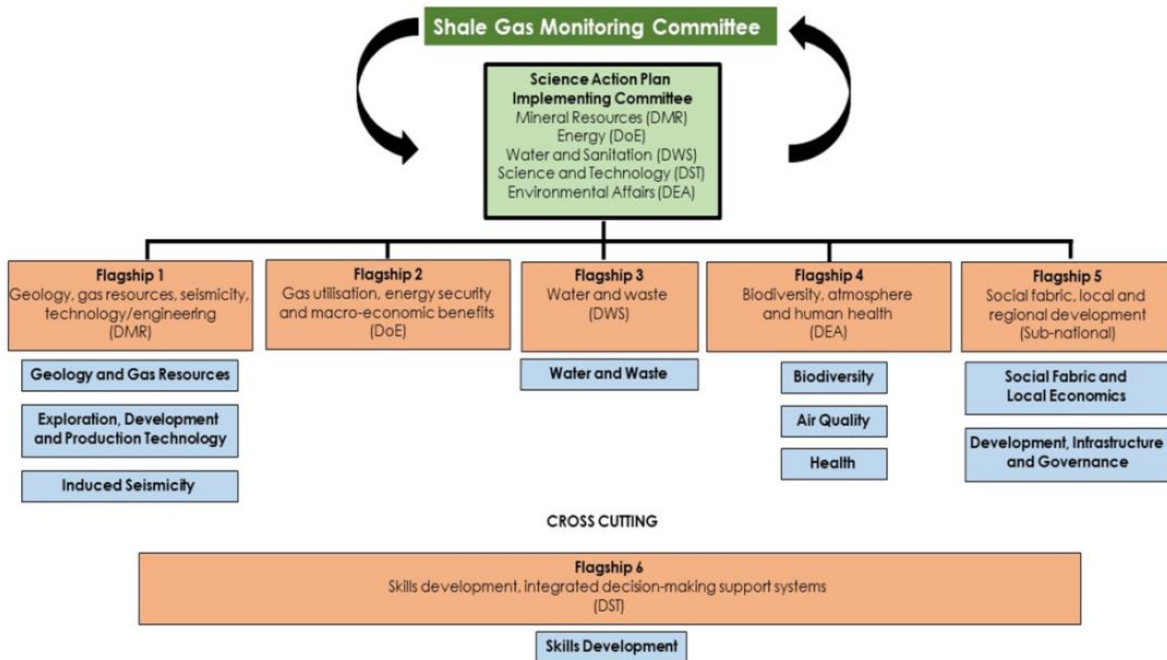 Shale Gas Monitoring Committee
Science Action Plan
Implementing Committee
Mineral Resources (DMR)
Energy (DoE)
Water and Sanitation (DWS)
Science and Technology (DST)
Environmental Affairs (DEA)
Flagship 1
Geology, gas resources, seismicity,
technology/engineering
(DMR)
Geology and Gas Resources
Exploration, Development
and Production Technology
Induced Seismicity
Flagship 2
Gas utilisation, energy security
and macro-economic benefits
(DoE)
Flagship 3
Water and waste
(DWS)
Water and Waste
Flagship 4
Biodiversity, atmosphere
and human health
(DEA)
Biodiversity
Air Quality
Health
Flagship 5
Social fabric, local and
regional development
(Sub-national)
Social Fabric and
Local Economics
Development, Infrastructure
and Governance
CROSS CUTTING
Flagship 6
Skills development, integrated decision-making support systems
(DST)
Skills Development